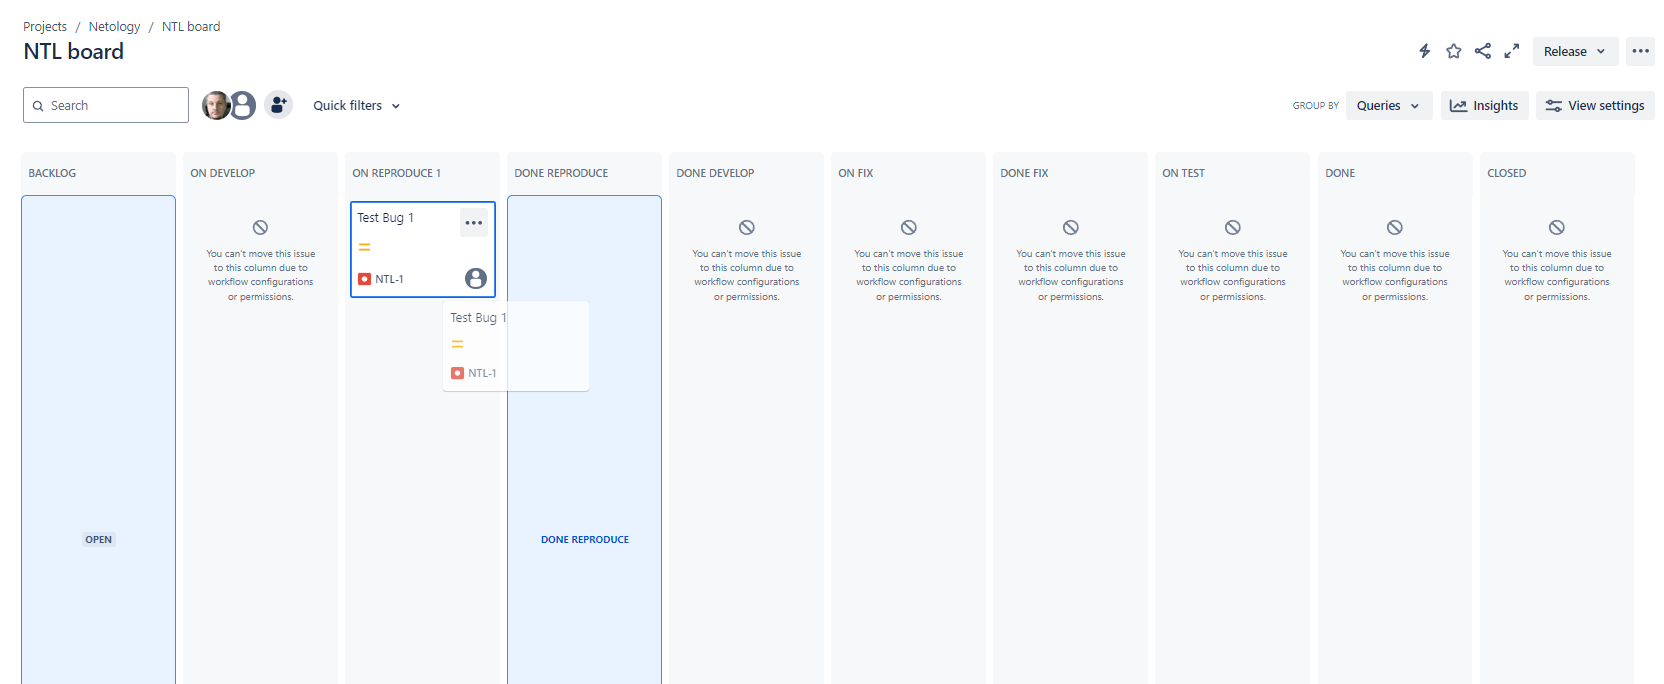 Projects / Netology / NTL board
NTL board
Release
Search
Quick filters
GROUP BY
Queries
Insights
View settings
BACKLOG
ON DEVELOP
ON REPRODUCE 1
DONE REPRODUCE
DONE DEVELOP
ON FIX
DONE FIX
ON TEST
DONE
CLOSED
OPEN
You can't move this issue
to this column due to
workflow configurations
or permissions.
Test Bug 1
NTL-1
Test Bug 1
NTL-1
DONE REPRODUCE
You can't move this issue
to this column due to
workflow configurations
or permissions.
You can't move this issue
to this column due to
workflow configurations
or permissions.
You can't move this issue
to this column due to
workflow configurations
or permissions.
You can't move this issue
to this column due to
workflow configurations
or permissions.
You can't move this issue
to this column due to
workflow configurations
or permissions.
You can't move this issue
to this column due to
workflow configurations
or permissions.